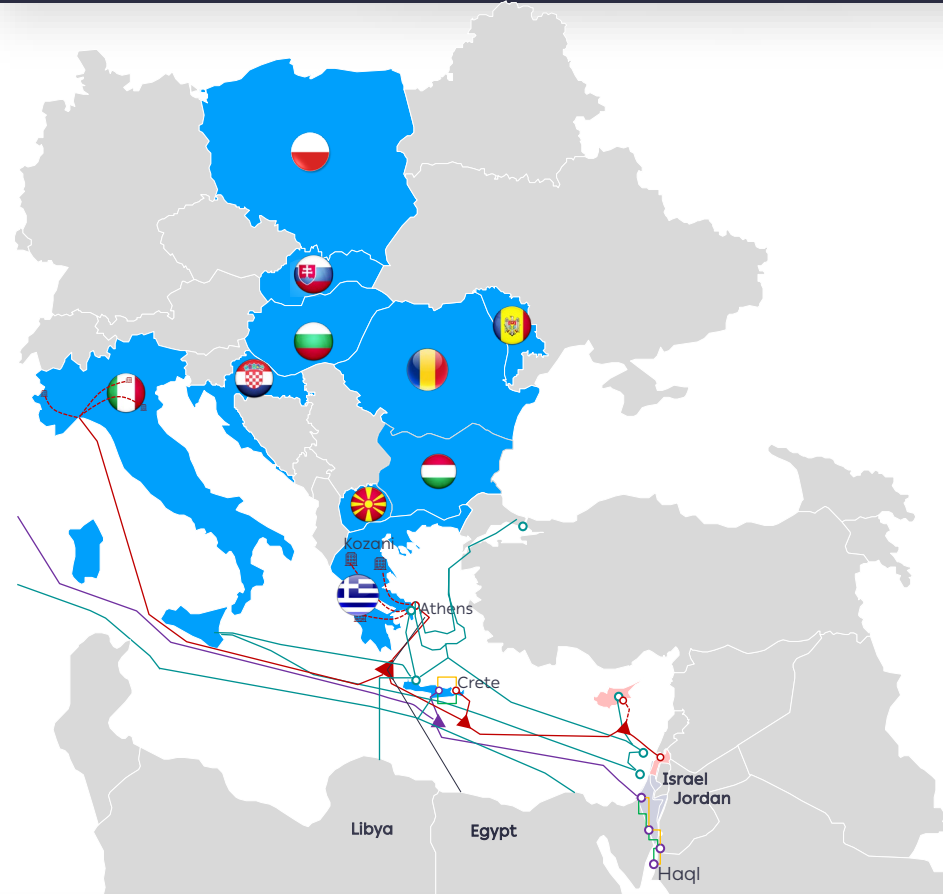 Kozani
Athens
Crete
Israel
Jordan
Libya
Egypt
Haql